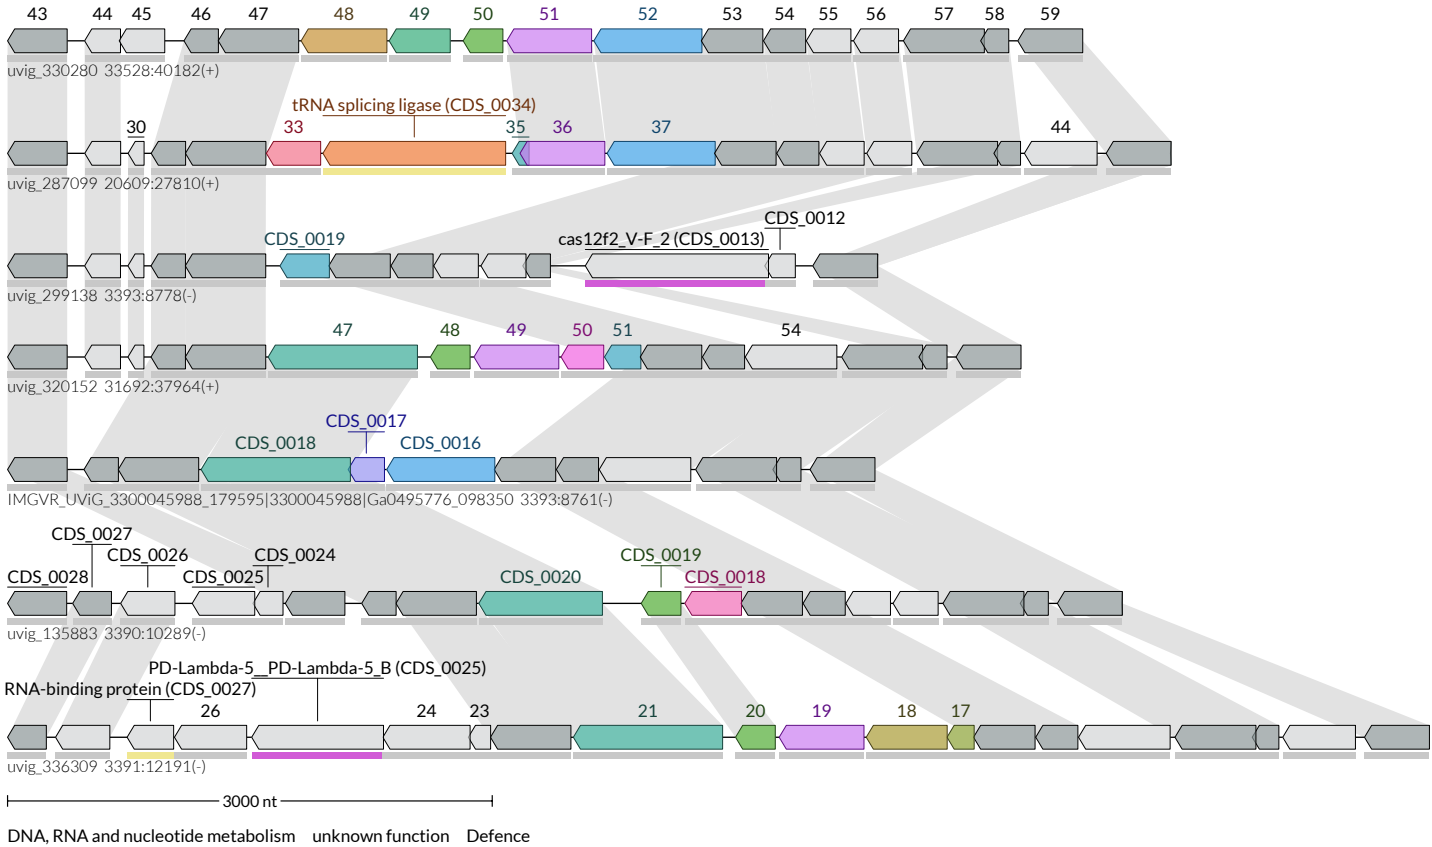 43 44 45 46 47 48 49 50 51 52 53 54 55 56 57 58 59
uvig_330280 33528:40182(+)
tRNA splicing ligase (CDS_0034)
30 33 35 36 37 44
uvig_287099 20609:27810(+)
CDS_0012
CDS_0019 cas12f2_V-F_2 (CDS_0013)
uvig_299138 3393:8778(-)
47 48 49 50 51 54
uvig_320152 31692:37964(+)
CDS_0017
CDS_0018 CDS_0016
IMGVR_UViG_3300045988_179595|3300045988|Ga0495776_098350 3393:8761(-)
CDS_0027
CDS_0026 CDS_0024 CDS_0019
CDS_0028 CDS_0025 CDS_0020 CDS_0018
uvig_135883 3390:10289(-)
PD-Lambda-5__PD-Lambda-5_B (CDS_0025)
RNA-binding protein (CDS_0027)
26 24 23 21 20 19 18 17
uvig_336309 3391:12191(-)
3000 nt
DNA, RNA and nucleotide metabolism unknown function Defence